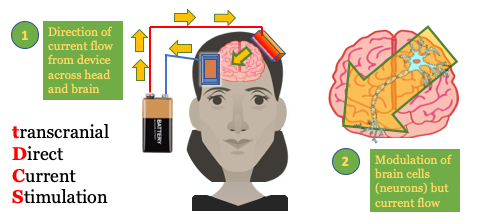 1
Direction of
current flow
from device
across head
and brain
BATTERY
transcranial
Direct
Current
Stimulation
2
Modulation of
brain cells
(neurons) but
current flow